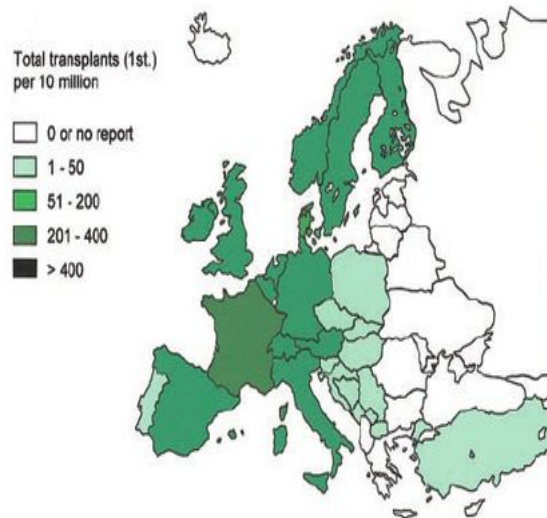 Total transplants (1st.)
per 10 million
0 or no report
1 - 50
51 - 200
201 - 400
> 400